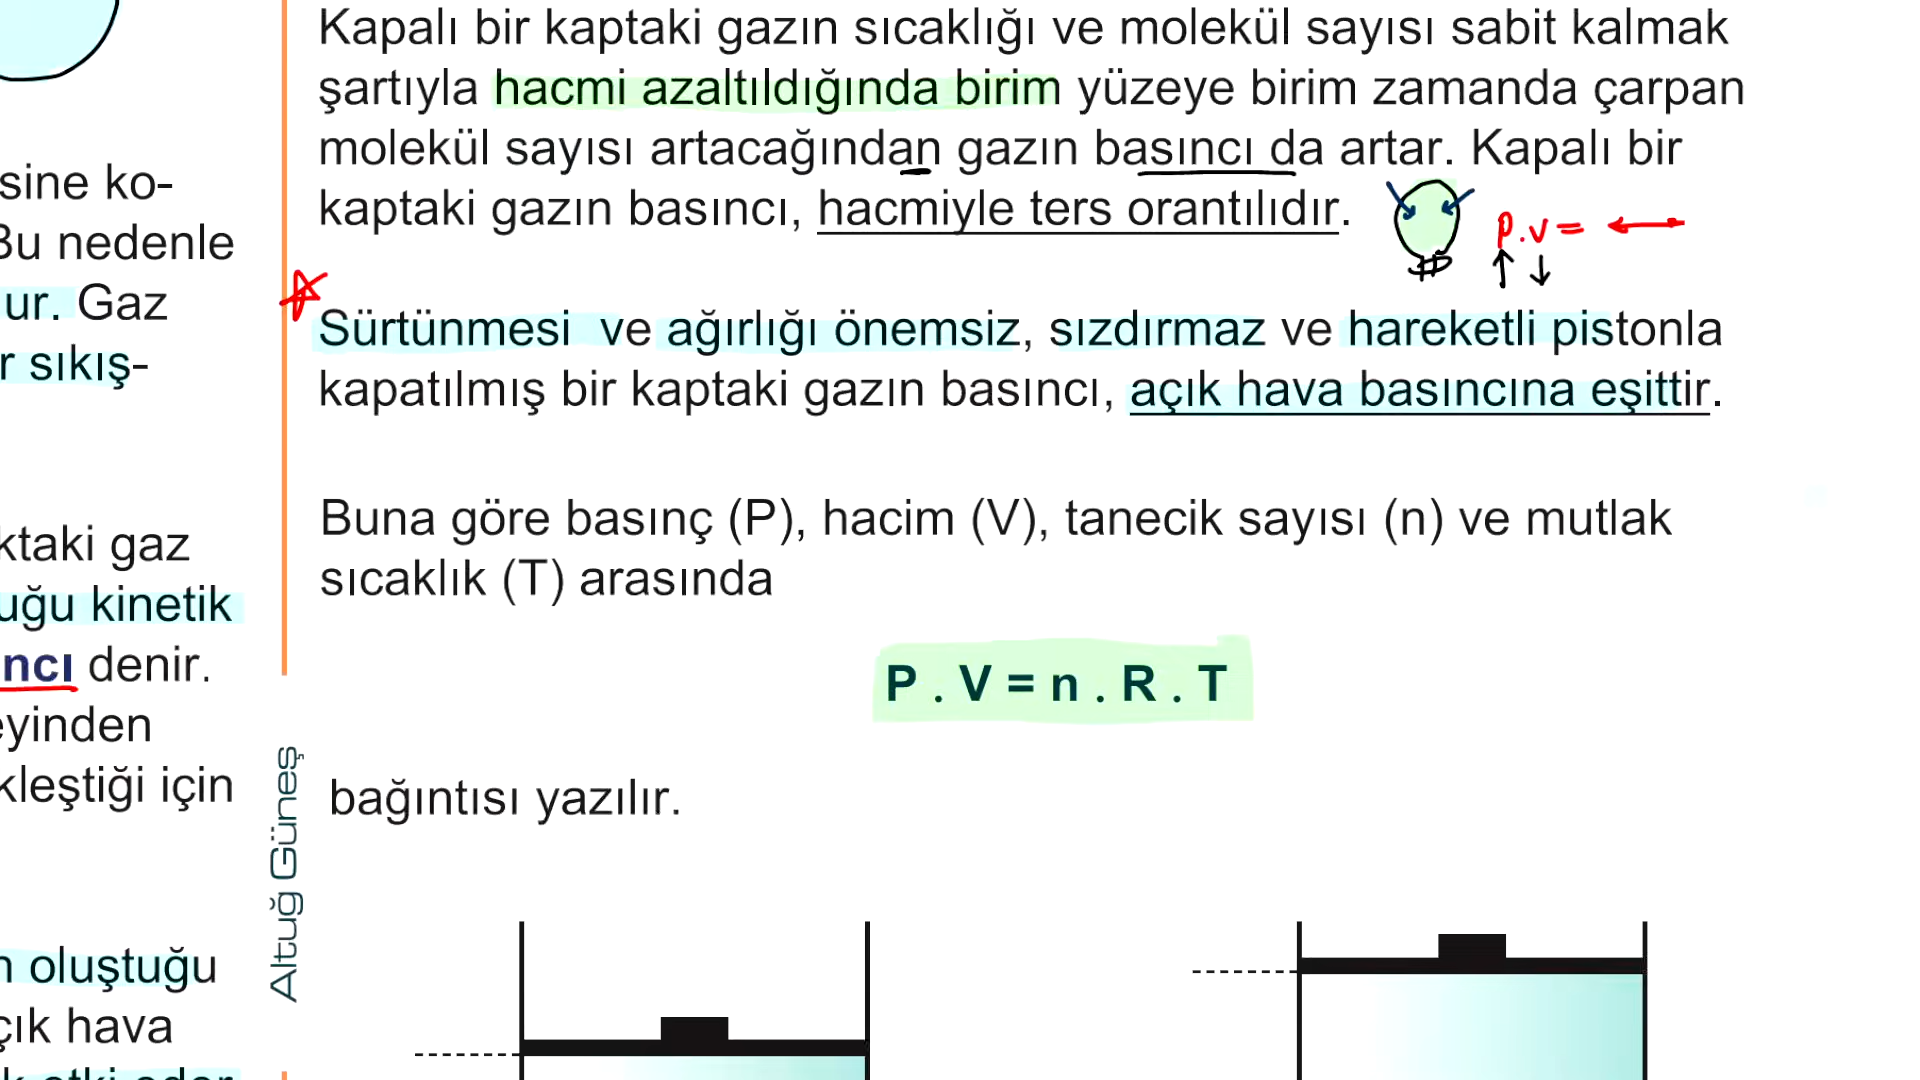 sine ko-
Bu nedenle
ur. Gaz
r sıkış-
ktaki gaz
uğu kinetik
ncı denir.
eyinden
kleştiği için
n oluştuğu
çık hava
k etki eder
Altuğ Güneş
Kapalı bir kaptaki gazın sıcaklığı ve molekül sayısı sabit kalmak
şartıyla hacmi azaltıldığında birim yüzeye birim zamanda çarpan
molekül sayısı artacağından gazın basıncı da artar. Kapalı bir
kaptaki gazın basıncı, hacmiyle ters orantılıdır.
P.V=
Sürtünmesi ve ağırlığı önemsiz, sızdırmaz ve hareketli pistonla
kapatılmış bir kaptaki gazın basıncı, açık hava basıncına eşittir.
Buna göre basınç (P), hacim (V), tanecik sayısı (n) ve mutlak
sıcaklık (T) arasında
P . V = n . R . T
bağıntısı yazılır.